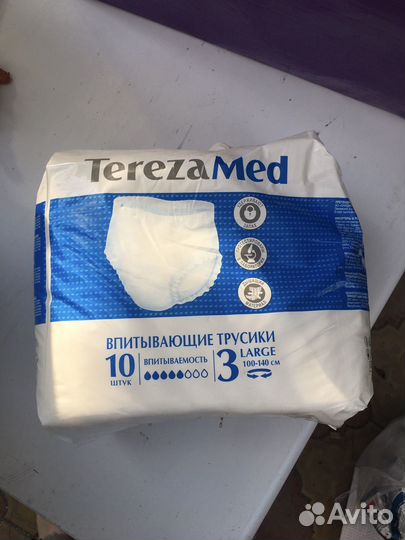 TerezaMed
ВПИТЫВАЮЩИЕ ТРУСИКИ
10 ШТУК
ВПИТЫВАЕМОСТЬ
3 LARGE
100-140 СМ
Avito